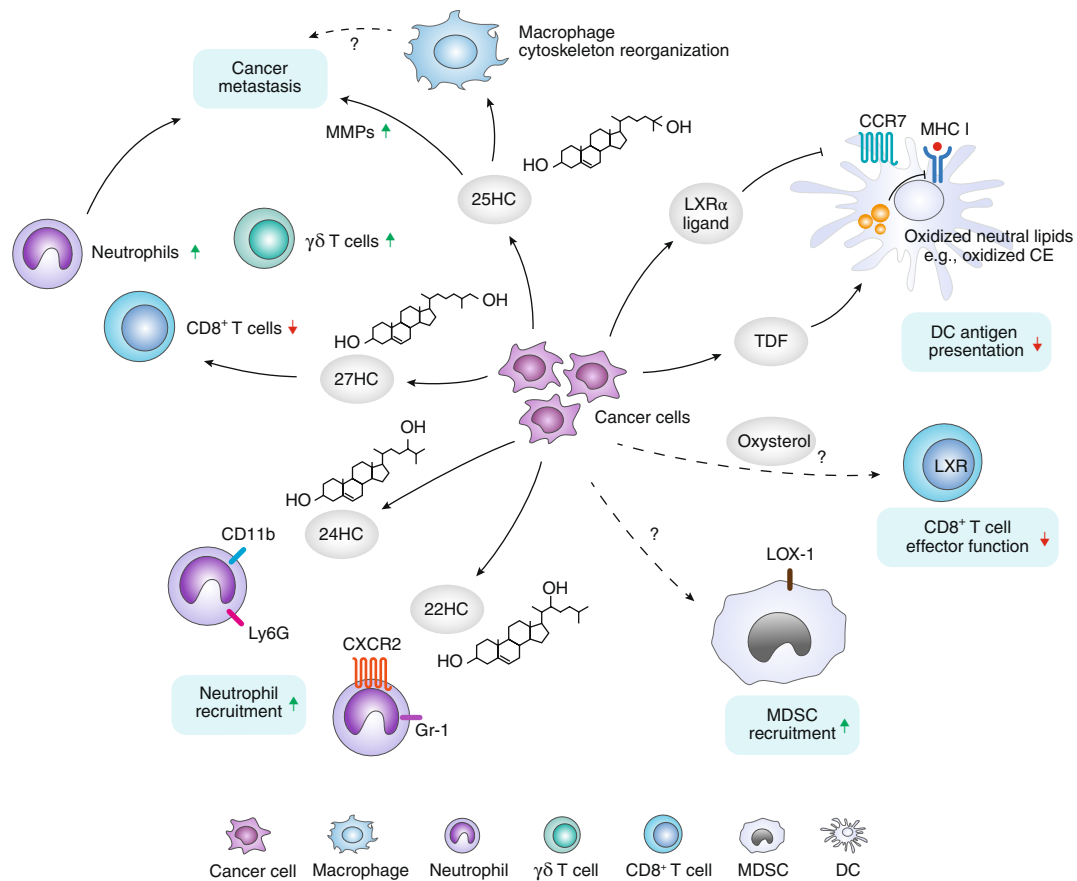 Macrophage
cytoskeleton reorganization
?
Cancer
metastasis
MMPs
OH
HO
25HC
CCR7
MHC I
LXRα
ligand
Oxidized neutral lipids
e.g., oxidized CE
Neutrophils
γδ T cells
CD8⁺ T cells
OH
HO
27HC
TDF
DC antigen
presentation
Cancer cells
Oxysterol
?
LXR
CD8⁺ T cell
effector function
OH
HO
24HC
CD11b
Ly6G
?
LOX-1
22HC
OH
HO
CXCR2
Gr-1
Neutrophil
recruitment
MDSC
recruitment
Cancer cell
Macrophage
Neutrophil
γδ T cell
CD8⁺ T cell
MDSC
DC